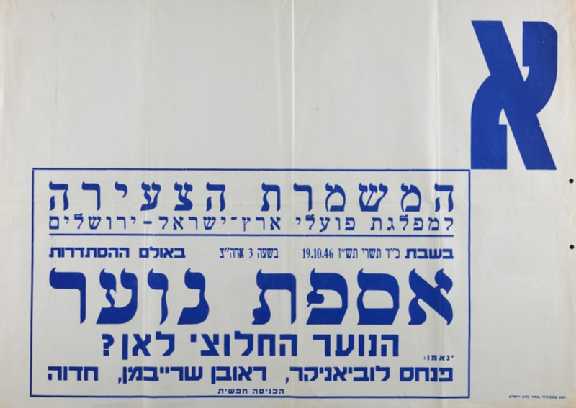 א
המשמרת הצעירה
למפלגת פועלי ארץ־ישראל-ירושלים
בשבת כ"ד תשרי תש"ז 19.10.46 בשעה 3 אחה"צ באולם ההסתדרות
אספת נוער
הנוער החלוצי לאן?
ינאמו:
פנחס לוביאניקר, ראובן שרייבמן, חדוה
הכניסה חפשית